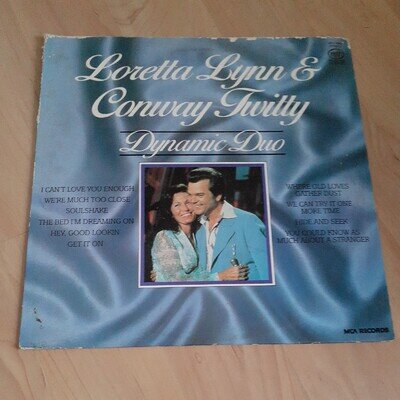 Loretta Lynn &
Conway Twitty
Dynamic Duo
I CAN'T LOVE YOU ENOUGH
WE'RE MUCH TOO CLOSE
SOULSHAKE
THE BED I'M DREAMING ON
HEY, GOOD LOOKIN
GET IT ON
WHERE OLD LOVES
GATHER DUST
WE CAN TRY IT ONE
MORE TIME
HIDE AND SEEK
YOU COULD KNOW AS
MUCH ABOUT A STRANGER
MCA RECORDS